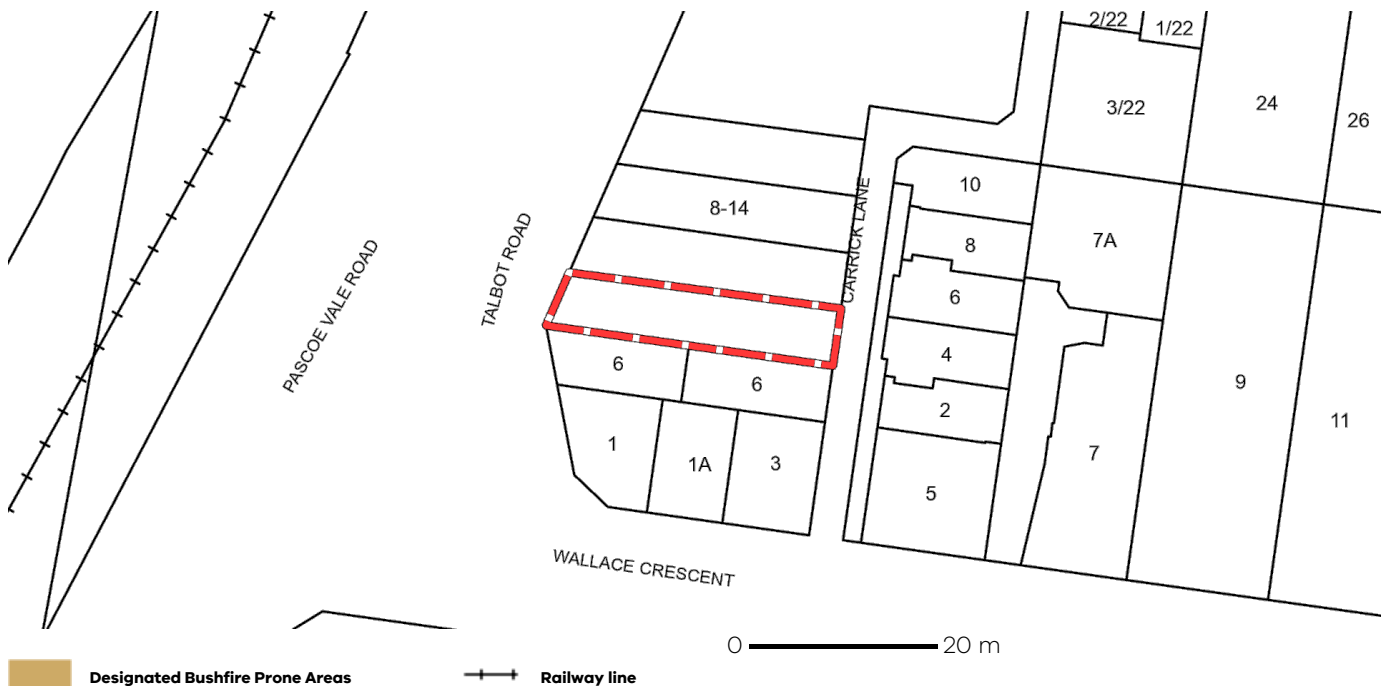 2/22
1/22
3/22
24
26
10
8-14
CARRICK LANE
8
7A
TALBOT ROAD
PASCOE VALE ROAD
6
4
6
6
9
2
11
1
1A
3
7
5
WALLACE CRESCENT
0 20 m
Designated Bushfire Prone Areas
Railway line